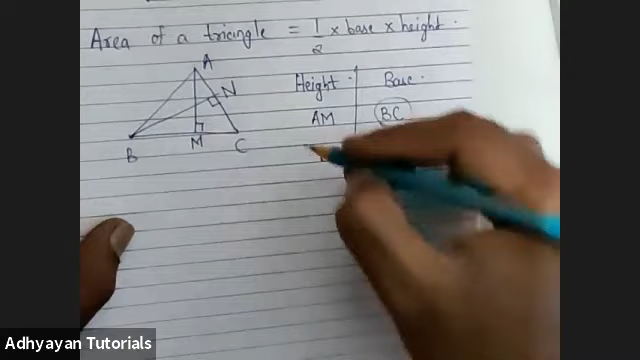 Area of a triangle = 1/2 × base × height.
A
N
B
M
C
Height. Base.
AM BC
Adhyayan Tutorials